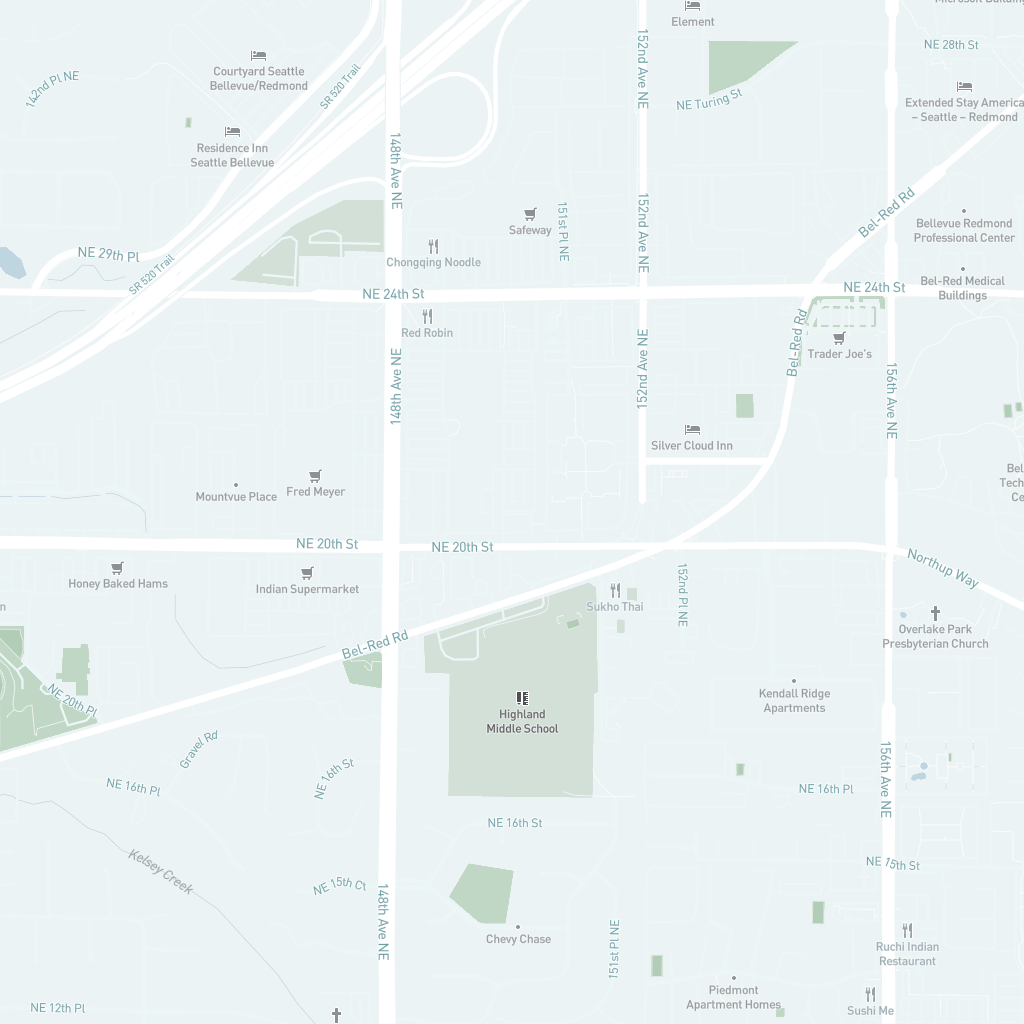 Element
NE 28th St
Courtyard Seattle
Bellevue/Redmond
142nd Pl NE
SR 520 Trail
152nd Ave NE
NE Turing St
Extended Stay America
– Seattle – Redmond
Residence Inn
Seattle Bellevue
148th Ave NE
Bel-Red Rd
Safeway
151st Pl NE
152nd Ave NE
Bellevue Redmond
Professional Center
NE 29th Pl
SR 520 Trail
Chongqing Noodle
Bel-Red Medical
Buildings
NE 24th St
NE 24th St
Red Robin
Bel-Red Rd
Trader Joe's
148th Ave NE
152nd Ave NE
156th Ave NE
Silver Cloud Inn
Mountvue Place
Fred Meyer
NE 20th St
NE 20th St
Northup Way
Honey Baked Hams
Indian Supermarket
Sukho Thai
152nd Pl NE
Overlake Park
Presbyterian Church
Bel-Red Rd
NE 20th Pl
Kendall Ridge
Apartments
Highland
Middle School
Gravel Rd
NE 16th St
156th Ave NE
NE 16th Pl
NE 16th Pl
NE 16th St
Kelsey Creek
NE 15th St
NE 15th Ct
148th Ave NE
151st Pl NE
Chevy Chase
Ruchi Indian
Restaurant
Piedmont
Apartment Homes
NE 12th Pl
Sushi Me